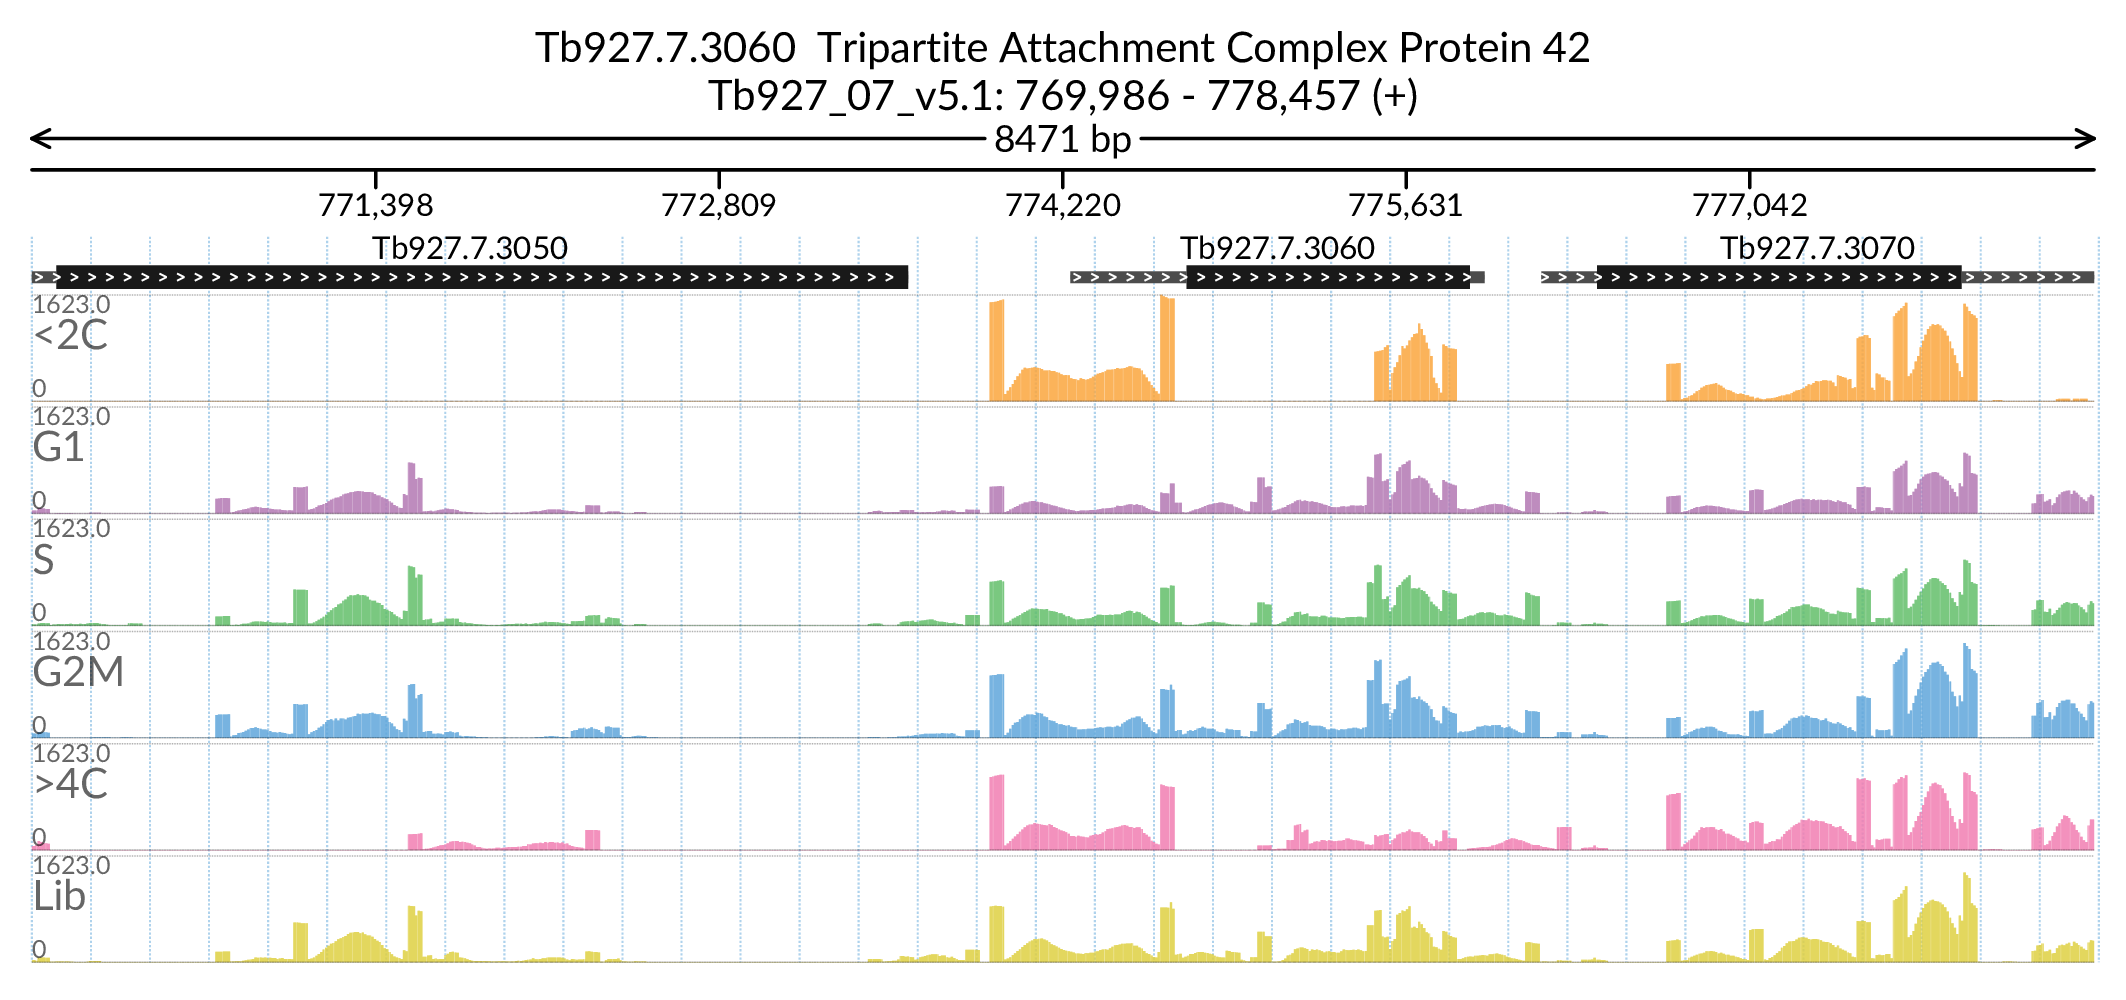 Tb927.7.3060 Tripartite Attachment Complex Protein 42
Tb927_07_v5.1: 769,986 - 778,457 (+)
8471 bp
771,398 772,809 774,220 775,631 777,042
Tb927.7.3050 Tb927.7.3060 Tb927.7.3070
1623.0
<2C
0
1623.0
G1
0
1623.0
S
0
1623.0
G2M
0
1623.0
>4C
0
1623.0
Lib
0